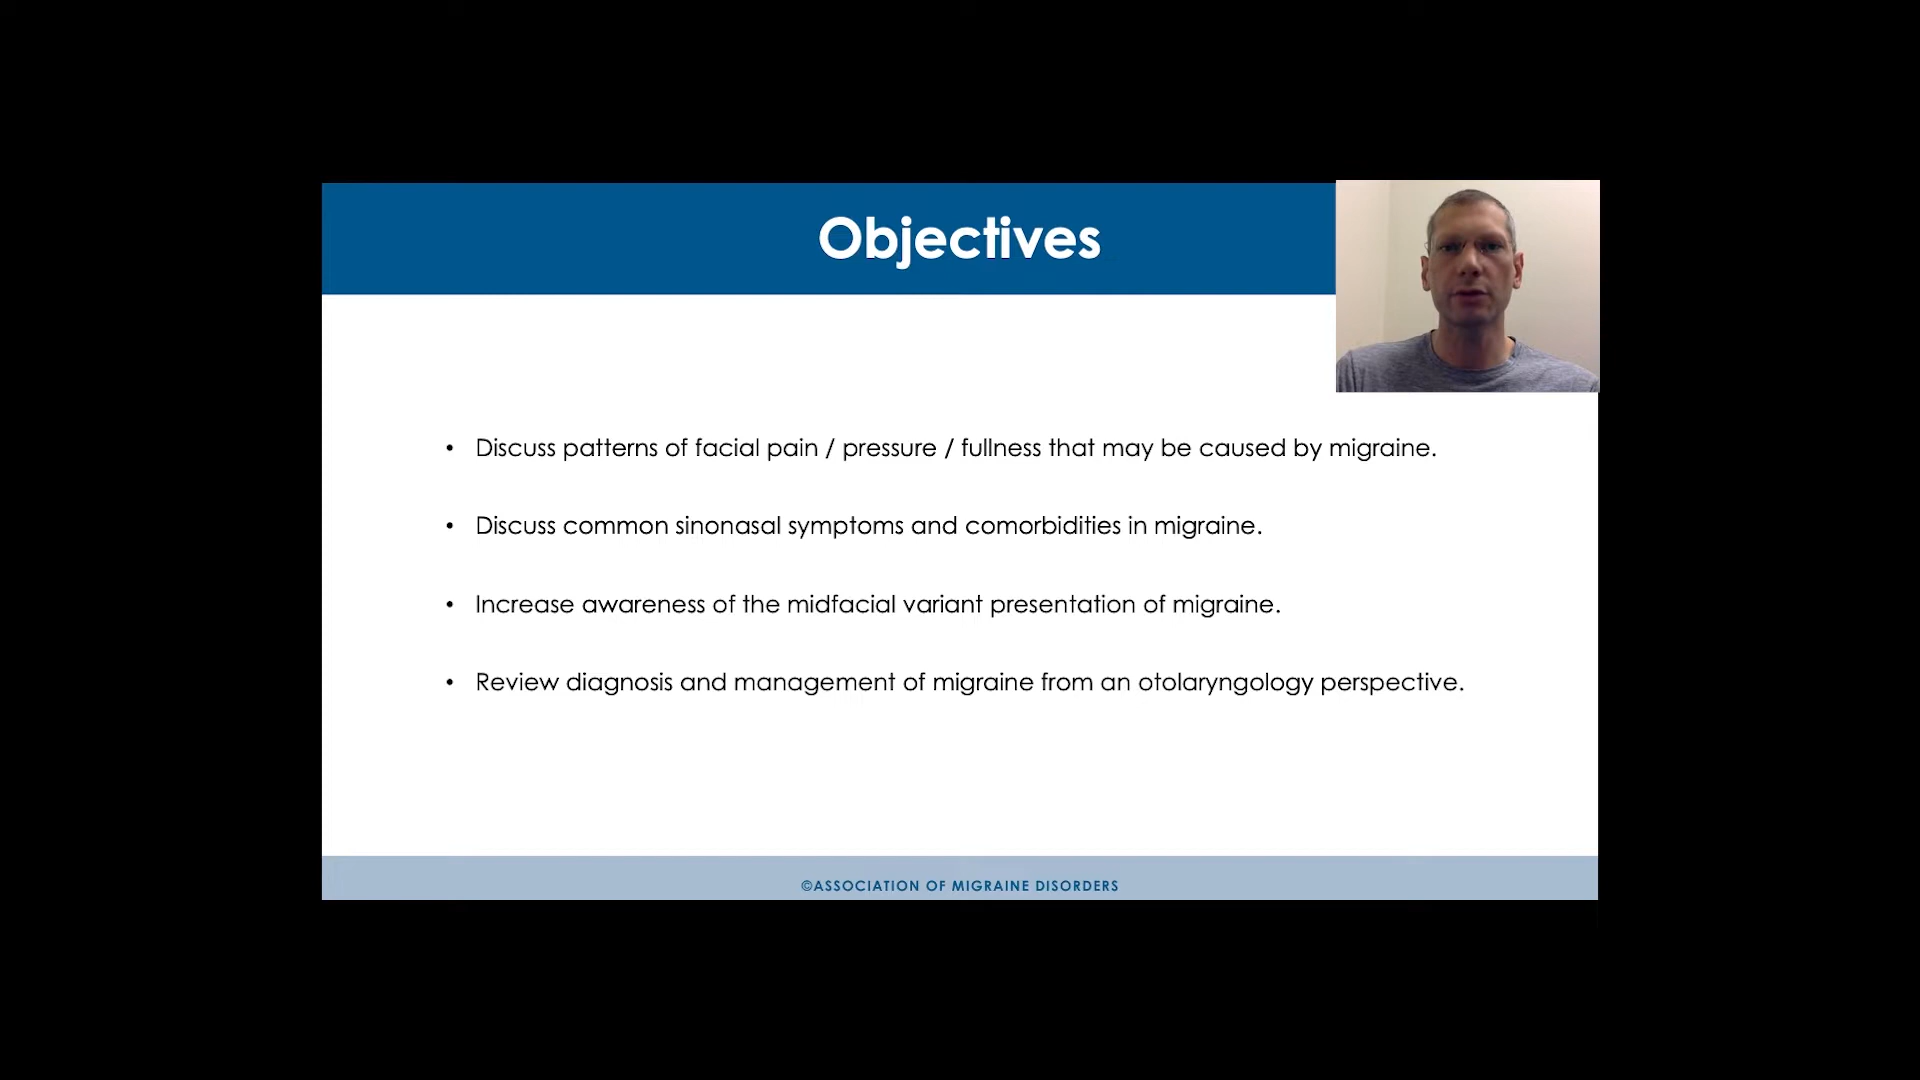 Objectives
• Discuss patterns of facial pain / pressure / fullness that may be caused by migraine.
• Discuss common sinonasal symptoms and comorbidities in migraine.
• Increase awareness of the midfacial variant presentation of migraine.
• Review diagnosis and management of migraine from an otolaryngology perspective.
©ASSOCIATION OF MIGRAINE DISORDERS